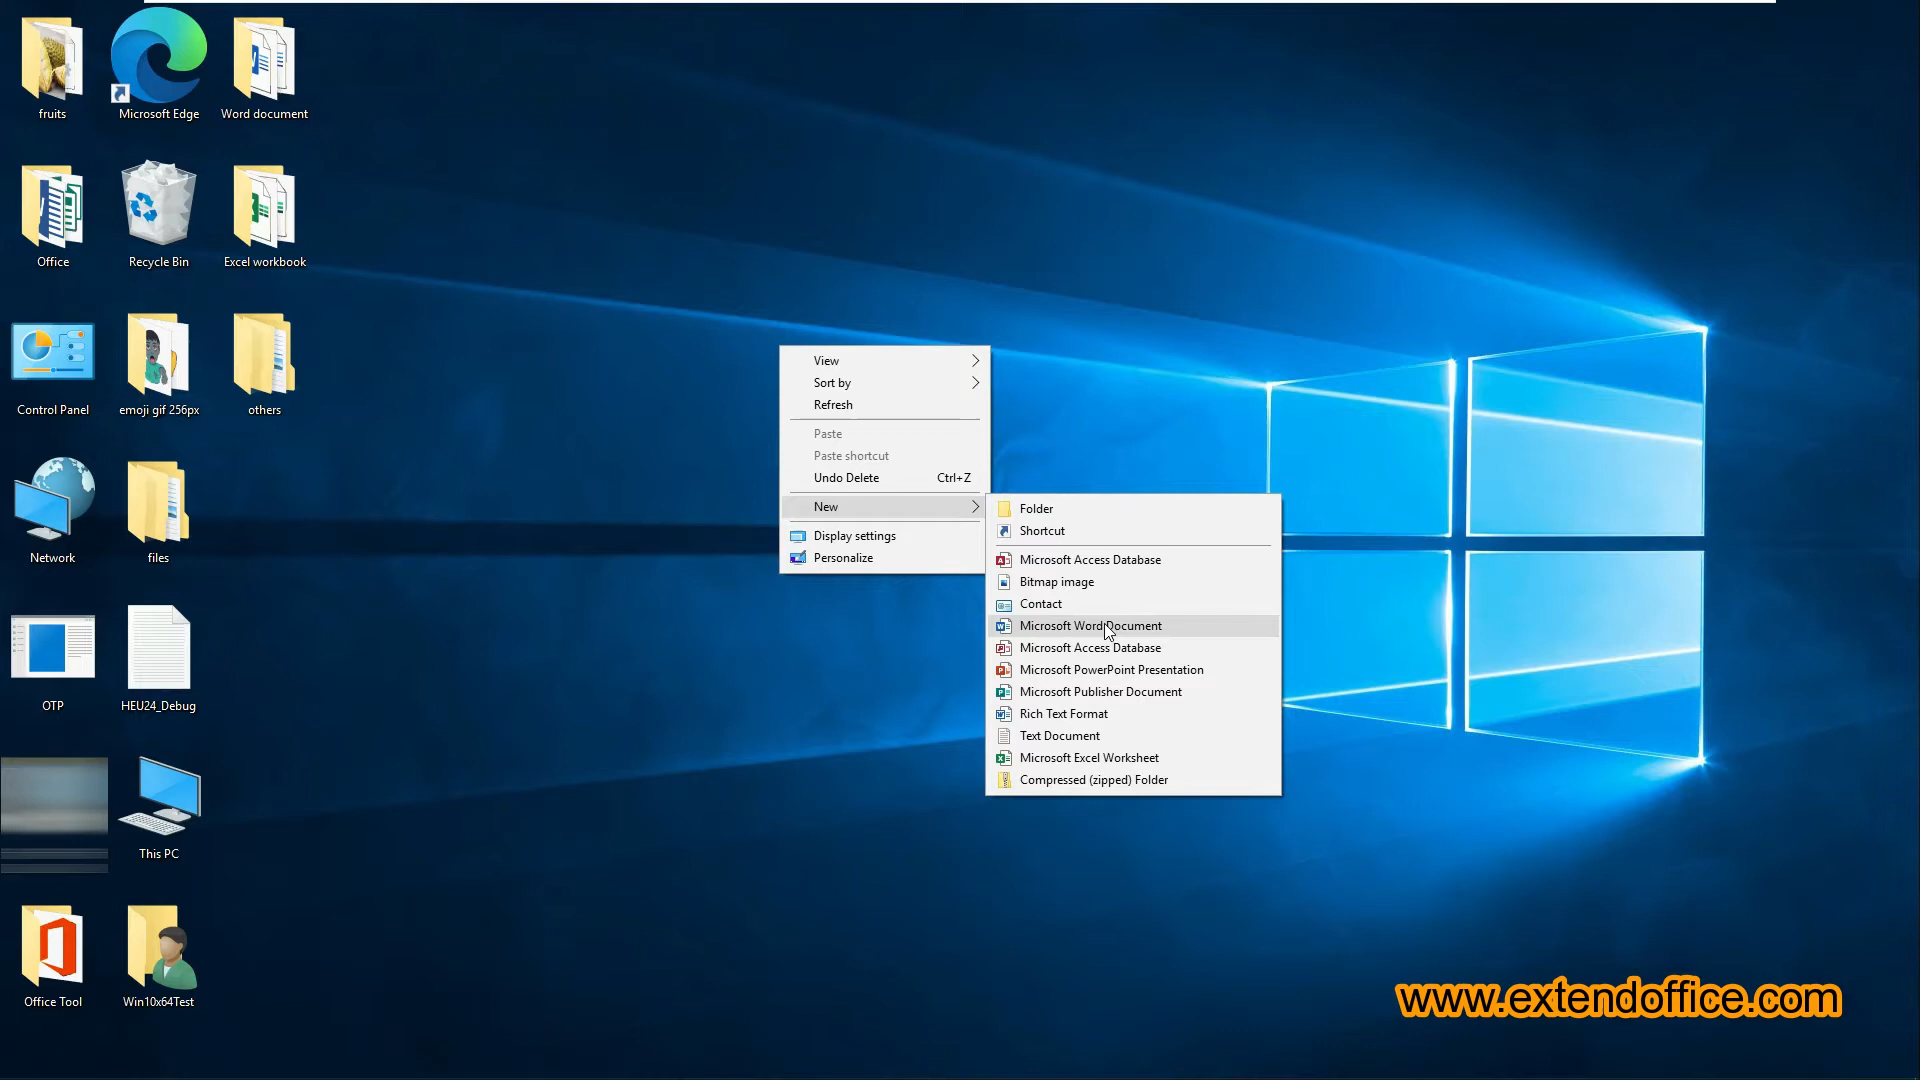 fruits
Microsoft Edge
Word document
Office
Recycle Bin
Excel workbook
Control Panel
emoji gif 256px
others
Network
files
OTP
HEU24_Debug
This PC
Office Tool
Win10x64Test
View
Sort by
Refresh
Paste
Paste shortcut
Undo Delete Ctrl+Z
New
Display settings
Personalize
Folder
Shortcut
Microsoft Access Database
Bitmap image
Contact
Microsoft Word Document
Microsoft Access Database
Microsoft PowerPoint Presentation
Microsoft Publisher Document
Rich Text Format
Text Document
Microsoft Excel Worksheet
Compressed (zipped) Folder
www.extendoffice.com